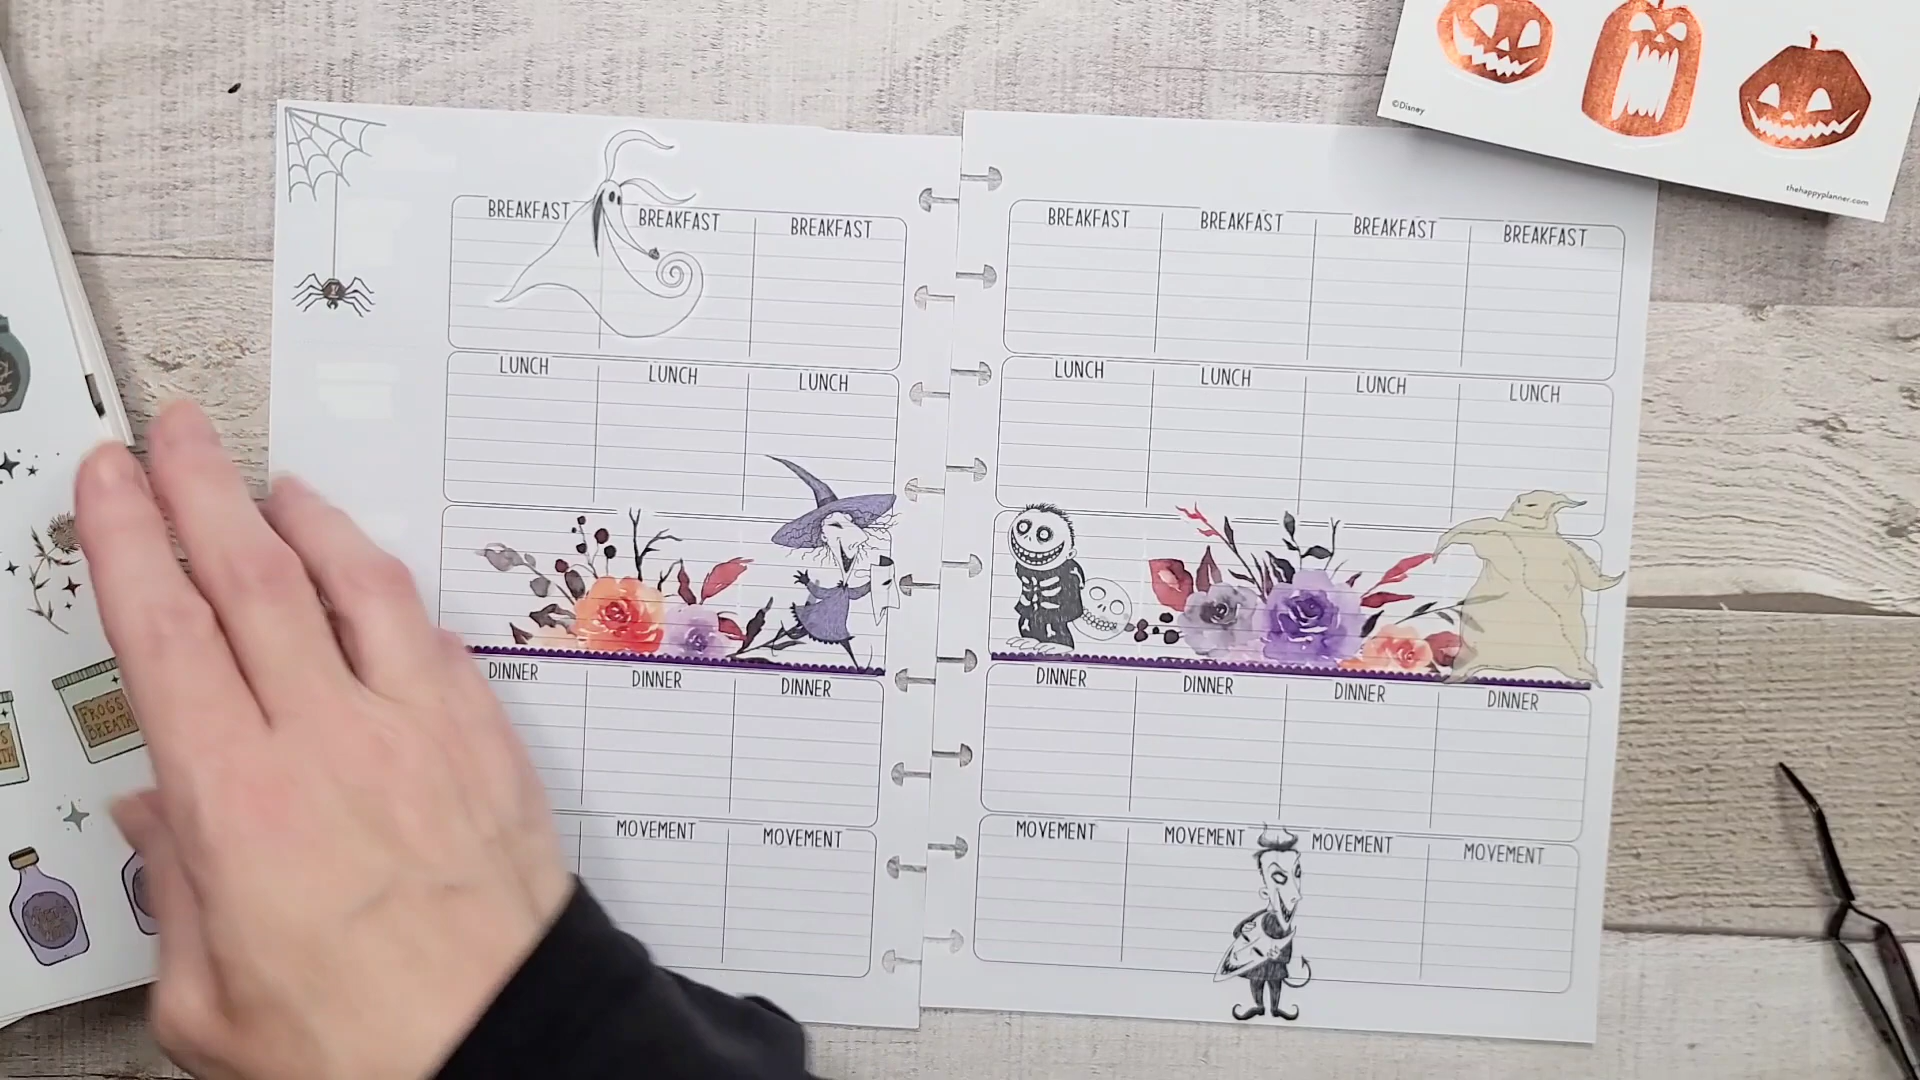 ©Disney
thehappyplanner.com
BREAKFAST BREAKFAST BREAKFAST
BREAKFAST BREAKFAST BREAKFAST BREAKFAST
LUNCH LUNCH LUNCH
LUNCH LUNCH LUNCH LUNCH
DINNER DINNER DINNER
DINNER DINNER DINNER DINNER
MOVEMENT MOVEMENT
MOVEMENT MOVEMENT MOVEMENT MOVEMENT
FROG'S
BREATH